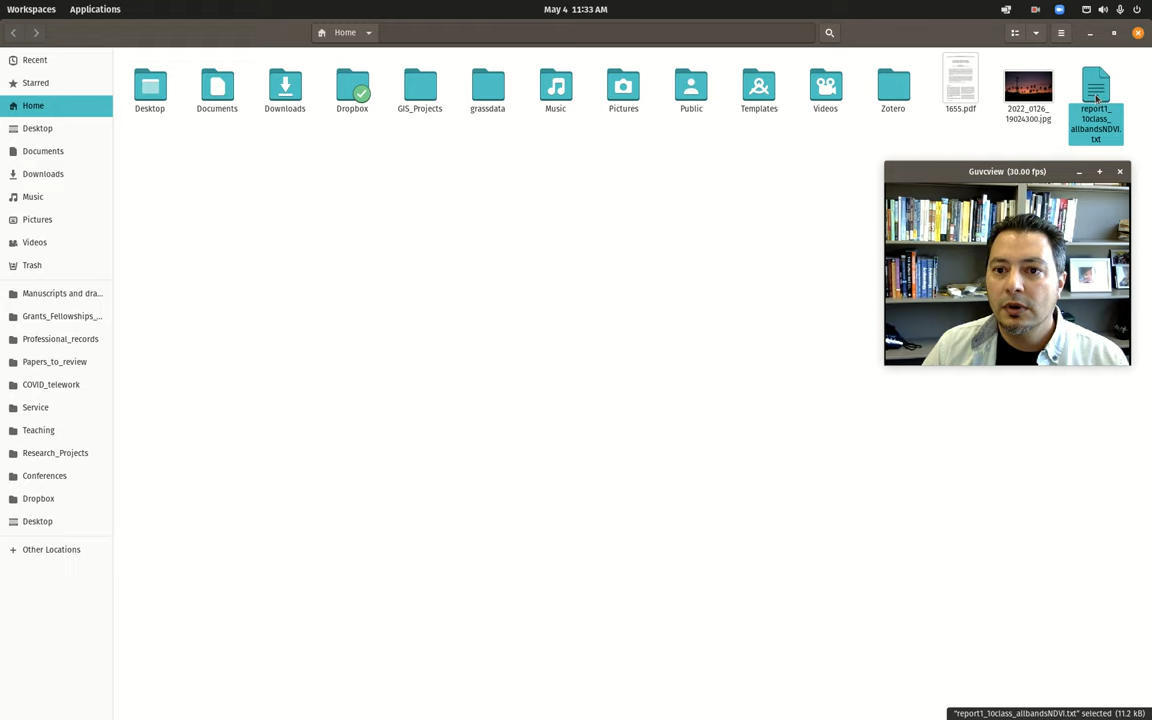 Workspaces Applications May 4 11:33 AM
Home
Recent
Starred
Home
Desktop
Documents
Downloads
Music
Pictures
Videos
Trash
Manuscripts and dra...
Grants_Fellowships_...
Professional_records
Papers_to_review
COVID_telework
Service
Teaching
Research_Projects
Conferences
Dropbox
Desktop
Other Locations
Desktop
Documents
Downloads
Dropbox
GIS_Projects
grassdata
Music
Pictures
Public
Templates
Videos
Zotero
1655.pdf
2022_0126_
19024300.jpg
report1_
10class_
allbandsNDVI.
txt
Guvcview (30.00 fps)
"report1_10class_allbandsNDVI.txt" selected (11.2 kB)